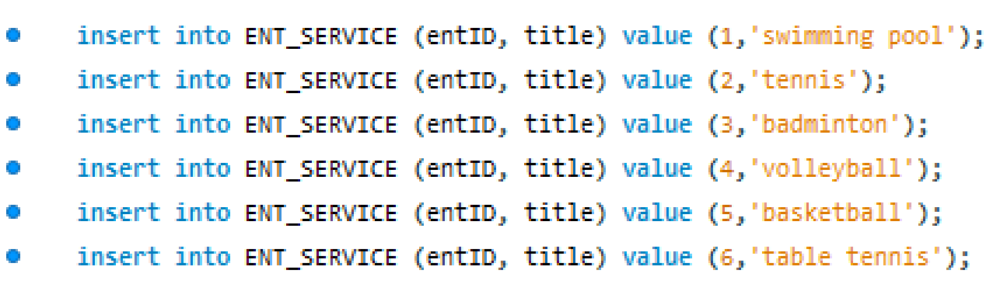 insert into ENT_SERVICE (entID, title) value (1,'swimming pool');
insert into ENT_SERVICE (entID, title) value (2,'tennis');
insert into ENT_SERVICE (entID, title) value (3,'badminton');
insert into ENT_SERVICE (entID, title) value (4,'volleyball');
insert into ENT_SERVICE (entID, title) value (5,'basketball');
insert into ENT_SERVICE (entID, title) value (6,'table tennis');